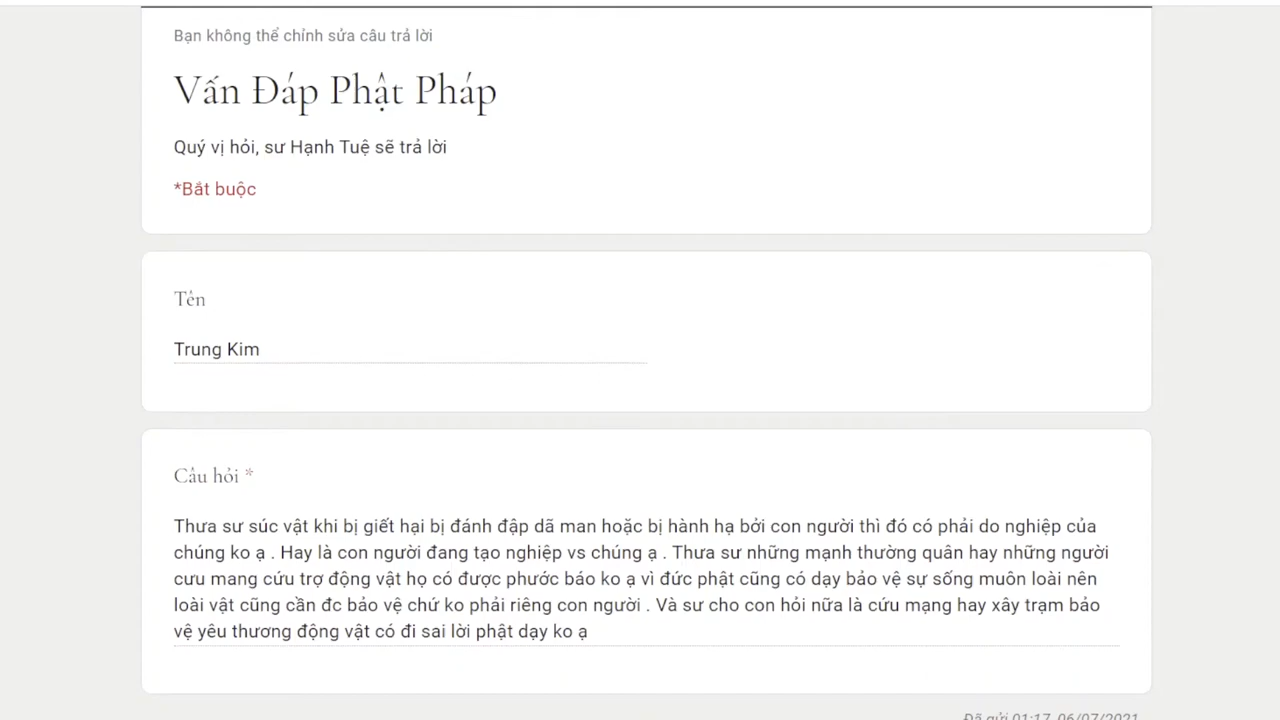 Bạn không thể chỉnh sửa câu trả lời
Vấn Đáp Phật Pháp
Quý vị hỏi, sư Hạnh Tuệ sẽ trả lời
*Bắt buộc
Tên
Trung Kim
Câu hỏi *
Thưa sư súc vật khi bị giết hại bị đánh đập dã man hoặc bị hành hạ bởi con người thì đó có phải do nghiệp của
chúng ko ạ . Hay là con người đang tạo nghiệp vs chúng ạ . Thưa sư những mạnh thường quân hay những người
cưu mang cứu trợ động vật họ có được phước báo ko ạ vì đức phật cũng có dạy bảo vệ sự sống muôn loài nên
loài vật cũng cần đc bảo vệ chứ ko phải riêng con người . Và sư cho con hỏi nữa là cứu mạng hay xây trạm bảo
vệ yêu thương động vật có đi sai lời phật dạy ko ạ
Đã gửi 01:17, 06/07/2021